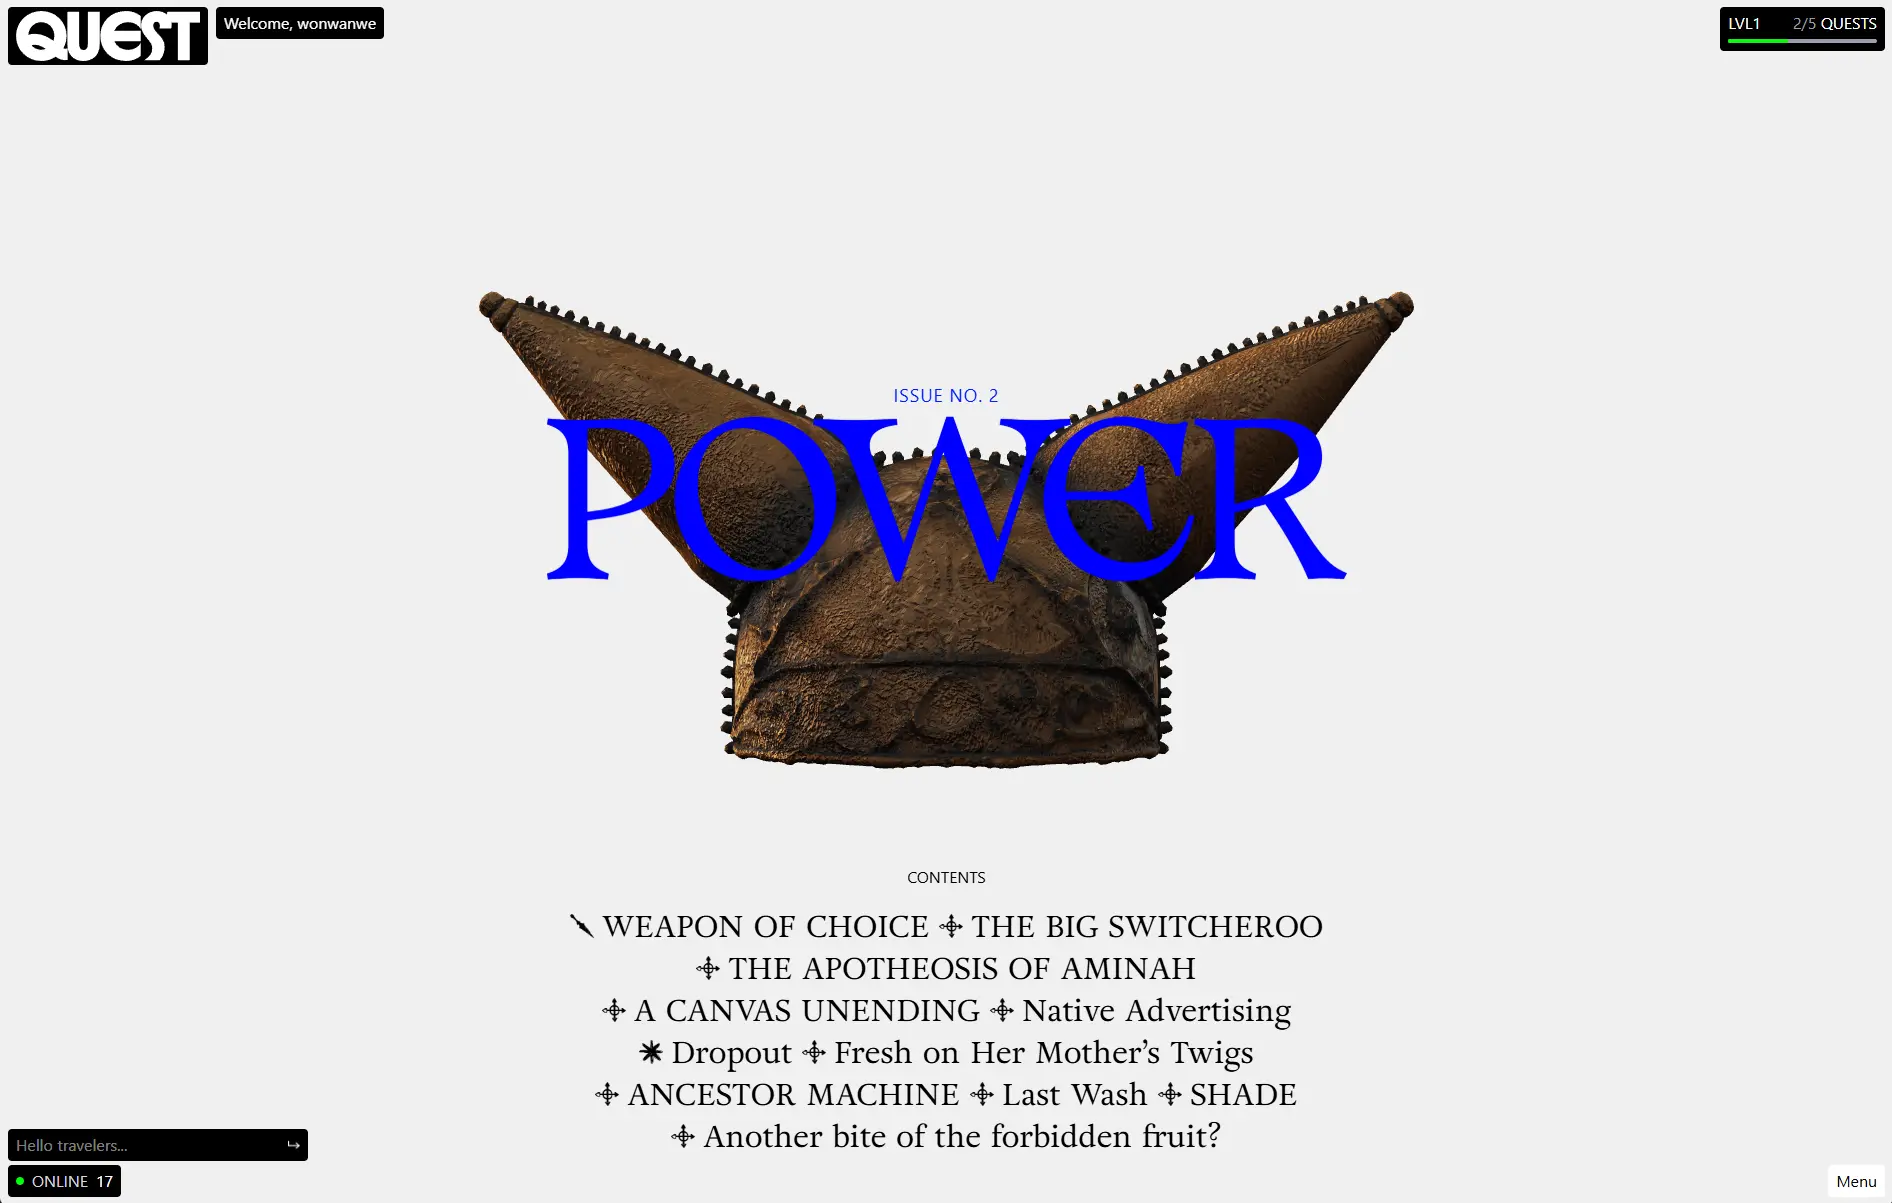 QUEST
Welcome, wonwanwe
LVL1 2/5 QUESTS
ISSUE NO. 2
POWER
CONTENTS
WEAPON OF CHOICE THE BIG SWITCHEROO
THE APOTHEOSIS OF AMINAH
A CANVAS UNENDING Native Advertising
Dropout Fresh on Her Mother’s Twigs
ANCESTOR MACHINE Last Wash SHADE
Another bite of the forbidden fruit?
Hello travelers...
ONLINE 17
Menu